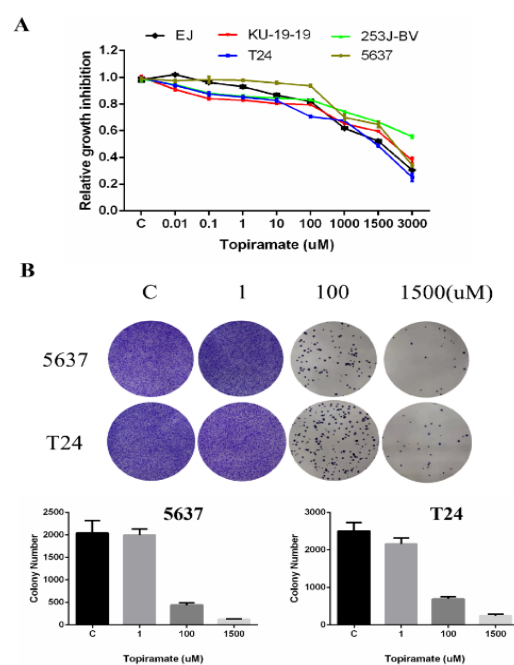 A
EJ KU-19-19 253J-BV
T24 5637
Relative growth inhibition
1.2
1.0
0.8
0.6
0.4
0.2
0.0
C 0.01 0.1 1 10 100 1000 1500 3000
Topiramate (uM)
B
C 1 100 1500(uM)
5637
T24
5637
Colony Number
2500
2000
1500
1000
500
0
C 1 100 1500
Topiramate (uM)
T24
Colony Number
3000
2000
1000
0
C 1 100 1500
Topiramate (uM)